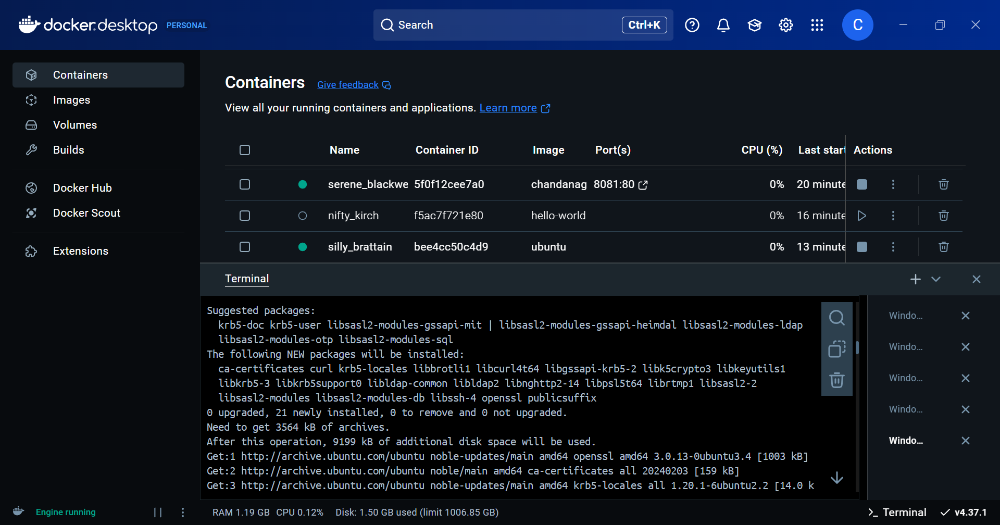 docker.desktop PERSONAL
Search Ctrl+K
C
Containers
Images
Volumes
Builds
Docker Hub
Docker Scout
Extensions
Containers Give feedback
View all your running containers and applications. Learn more
Name Container ID Image Port(s) CPU (%) Last start Actions
serene_blackwe 5f0f12cee7a0 chandanag 8081:80 0% 20 minute
nifty_kirch f5ac7f721e80 hello-world 0% 16 minute
silly_brattain bee4cc50c4d9 ubuntu 0% 13 minute
Terminal
Suggested packages:
krb5-doc krb5-user libsasl2-modules-gssapi-mit | libsasl2-modules-gssapi-heimdal libsasl2-modules-ldap
libsasl2-modules-otp libsasl2-modules-sql
The following NEW packages will be installed:
ca-certificates curl krb5-locales libbrotli1 libcurl4t64 libgssapi-krb5-2 libk5crypto3 libkeyutils1
libkrb5-3 libkrb5support0 libldap-common libldap2 libnghttp2-14 libpsl5t64 librtmp1 libsasl2-2
libsasl2-modules libsasl2-modules-db libssh-4 openssl publicsuffix
0 upgraded, 21 newly installed, 0 to remove and 0 not upgraded.
Need to get 3564 kB of archives.
After this operation, 9199 kB of additional disk space will be used.
Get:1 http://archive.ubuntu.com/ubuntu noble-updates/main amd64 openssl amd64 3.0.13-0ubuntu3.4 [1003 kB]
Get:2 http://archive.ubuntu.com/ubuntu noble/main amd64 ca-certificates all 20240203 [159 kB]
Get:3 http://archive.ubuntu.com/ubuntu noble-updates/main amd64 krb5-locales all 1.20.1-6ubuntu2.2 [14.0 k
Windo...
Windo...
Windo...
Windo...
Windo...
Engine running
RAM 1.19 GB CPU 0.12% Disk: 1.50 GB used (limit 1006.85 GB)
Terminal v4.37.1